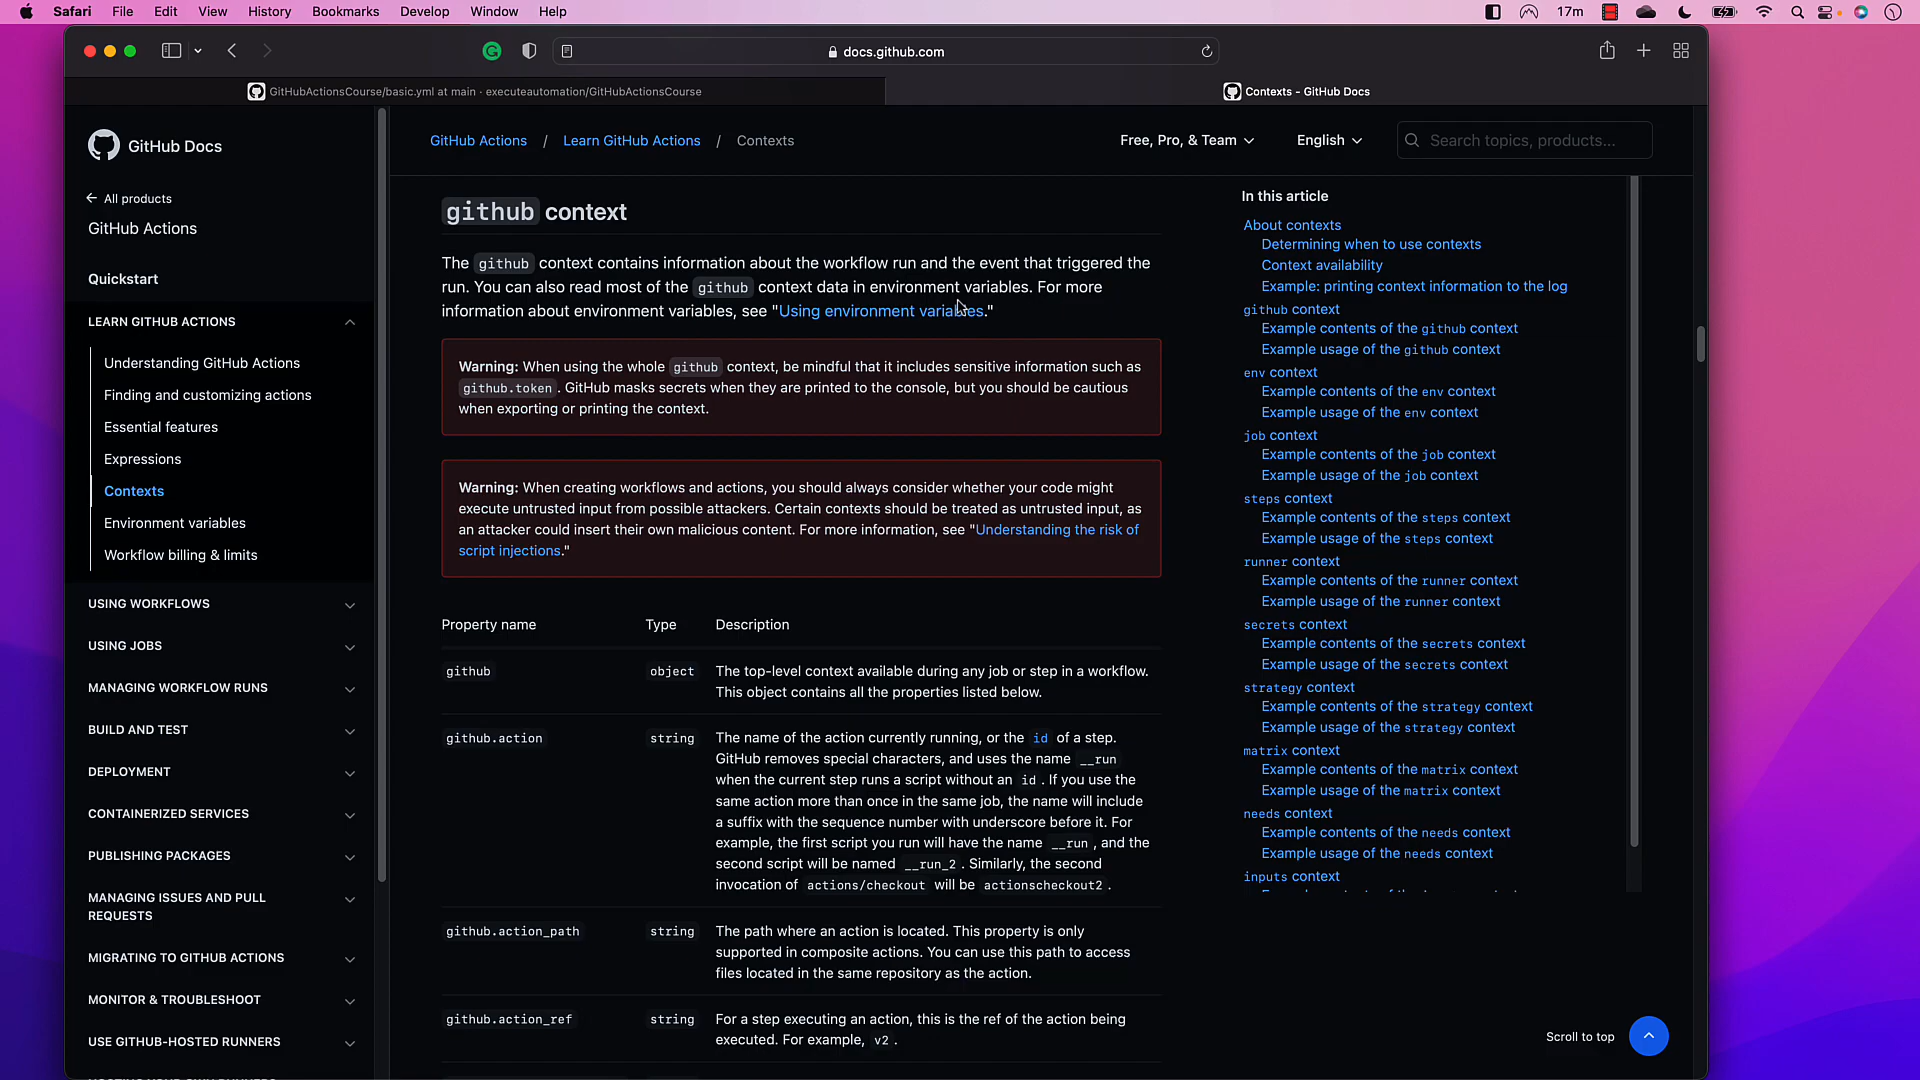 Safari File Edit View History Bookmarks Develop Window Help 17m
docs.github.com
GitHubActionsCourse/basic.yml at main · executeautomation/GitHubActionsCourse
Contexts - GitHub Docs
GitHub Docs
All products
GitHub Actions
Quickstart
LEARN GITHUB ACTIONS
Understanding GitHub Actions
Finding and customizing actions
Essential features
Expressions
Contexts
Environment variables
Workflow billing & limits
USING WORKFLOWS
USING JOBS
MANAGING WORKFLOW RUNS
BUILD AND TEST
DEPLOYMENT
CONTAINERIZED SERVICES
PUBLISHING PACKAGES
MANAGING ISSUES AND PULL
REQUESTS
MIGRATING TO GITHUB ACTIONS
MONITOR & TROUBLESHOOT
USE GITHUB-HOSTED RUNNERS
GitHub Actions / Learn GitHub Actions / Contexts
Free, Pro, & Team English Search topics, products...
github context
The github context contains information about the workflow run and the event that triggered the
run. You can also read most of the github context data in environment variables. For more
information about environment variables, see "Using environment variables."
Warning: When using the whole github context, be mindful that it includes sensitive information such as
github.token. GitHub masks secrets when they are printed to the console, but you should be cautious
when exporting or printing the context.
Warning: When creating workflows and actions, you should always consider whether your code might
execute untrusted input from possible attackers. Certain contexts should be treated as untrusted input, as
an attacker could insert their own malicious content. For more information, see "Understanding the risk of
script injections."
Property name Type Description
github object The top-level context available during any job or step in a workflow.
This object contains all the properties listed below.
github.action string The name of the action currently running, or the id of a step.
GitHub removes special characters, and uses the name __run
when the current step runs a script without an id. If you use the
same action more than once in the same job, the name will include
a suffix with the sequence number with underscore before it. For
example, the first script you run will have the name __run, and the
second script will be named __run_2. Similarly, the second
invocation of actions/checkout will be actionscheckout2.
github.action_path string The path where an action is located. This property is only
supported in composite actions. You can use this path to access
files located in the same repository as the action.
github.action_ref string For a step executing an action, this is the ref of the action being
executed. For example, v2.
In this article
About contexts
Determining when to use contexts
Context availability
Example: printing context information to the log
github context
Example contents of the github context
Example usage of the github context
env context
Example contents of the env context
Example usage of the env context
job context
Example contents of the job context
Example usage of the job context
steps context
Example contents of the steps context
Example usage of the steps context
runner context
Example contents of the runner context
Example usage of the runner context
secrets context
Example contents of the secrets context
Example usage of the secrets context
strategy context
Example contents of the strategy context
Example usage of the strategy context
matrix context
Example contents of the matrix context
Example usage of the matrix context
needs context
Example contents of the needs context
Example usage of the needs context
inputs context
Scroll to top